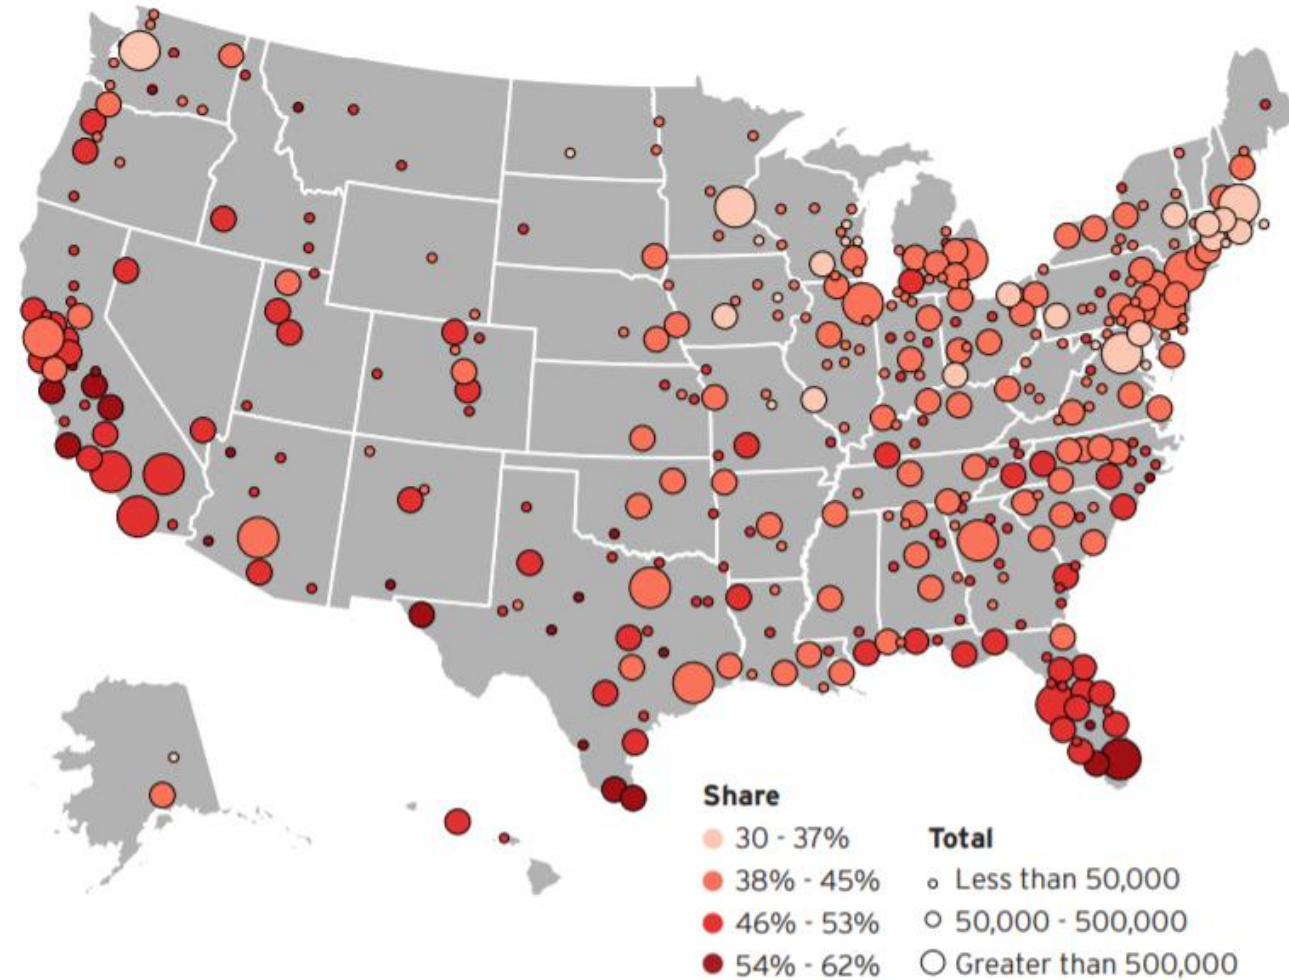 Share
30 - 37%
38% - 45%
46% - 53%
54% - 62%
Total
Less than 50,000
50,000 - 500,000
Greater than 500,000